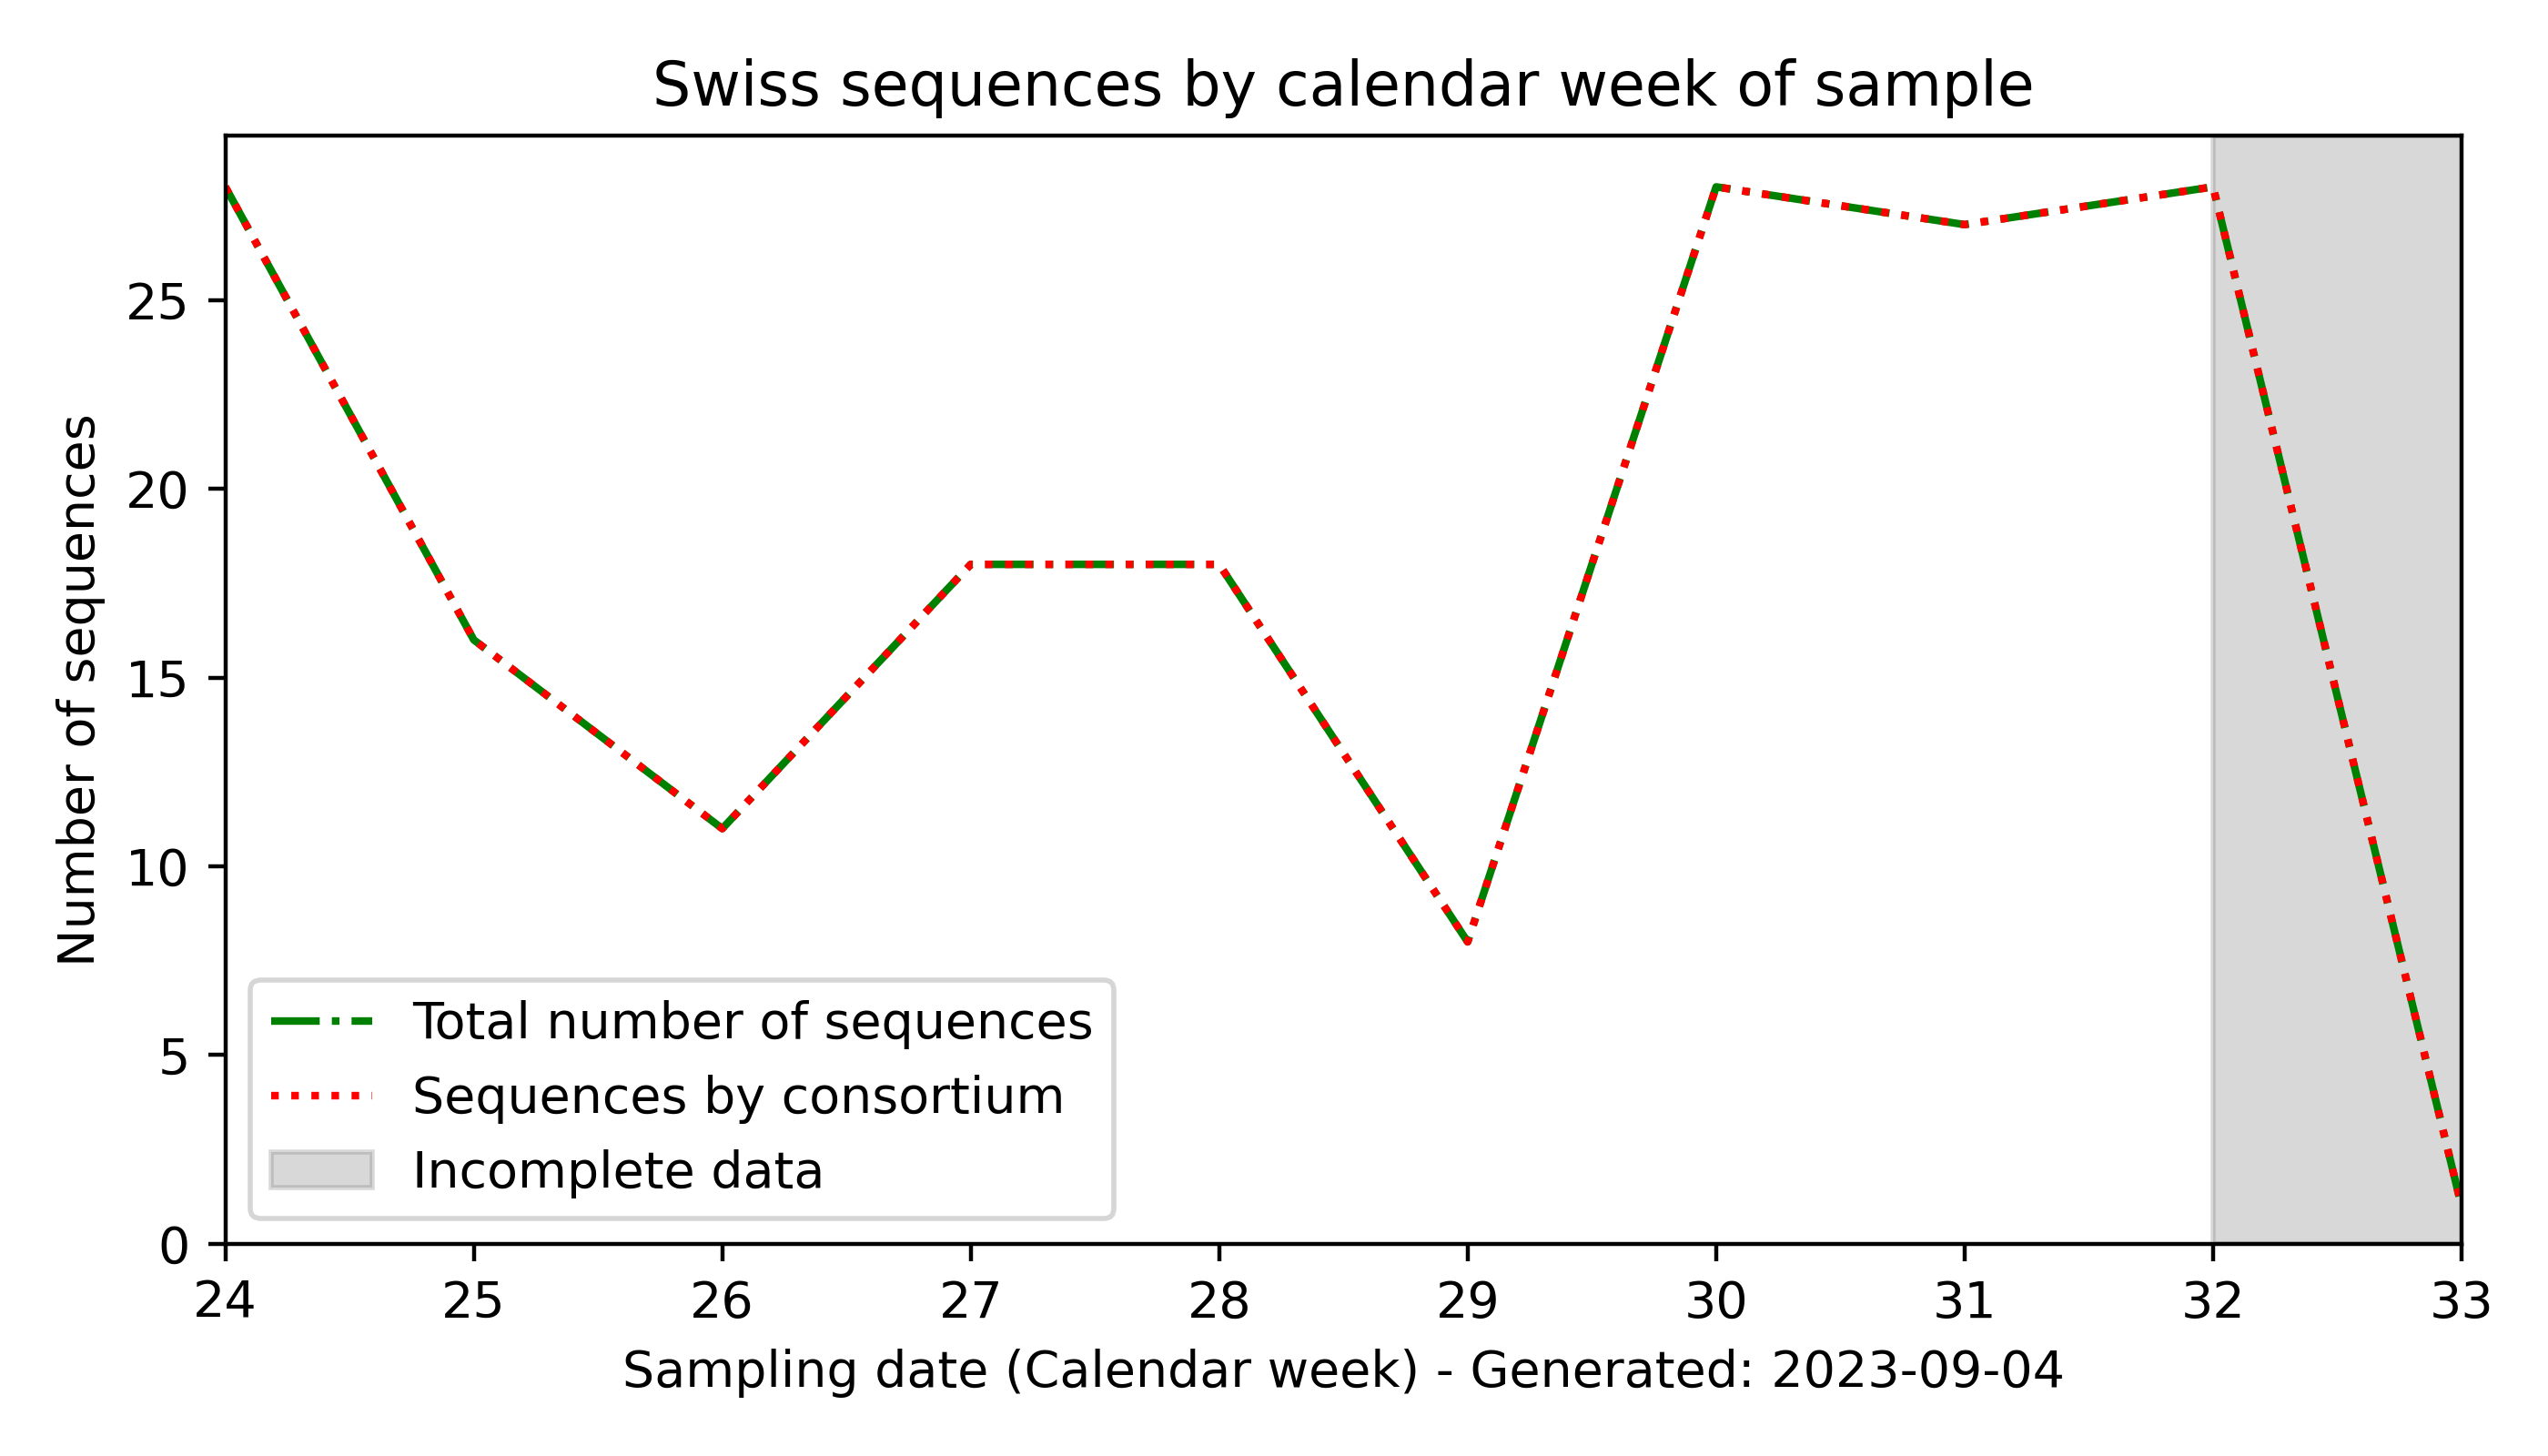 Swiss sequences by calendar week of sample
Number of sequences
25
20
15
10
5
0
Total number of sequences
Sequences by consortium
Incomplete data
24 25 26 27 28 29 30 31 32 33
Sampling date (Calendar week) - Generated: 2023-09-04